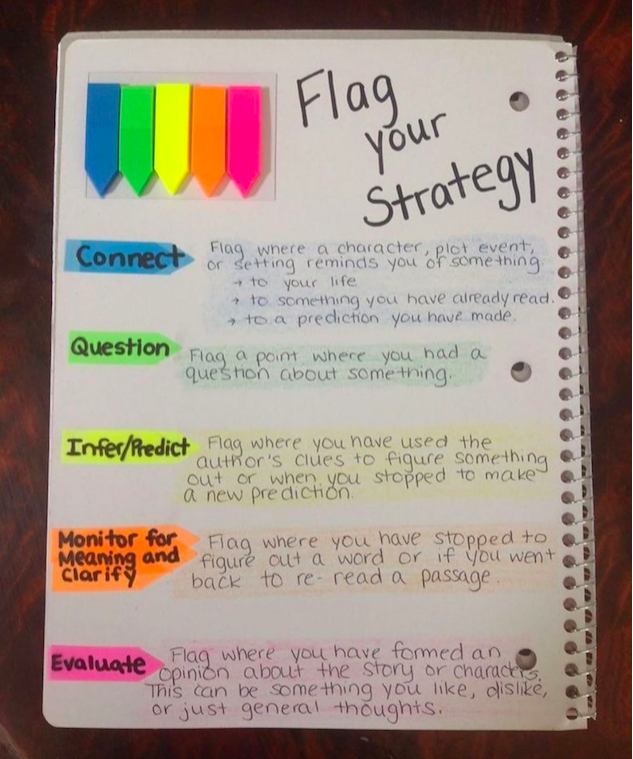 Flag
your
Strategy
Connect
Flag where a character, plot event,
or setting reminds you of something
→ to your life
→ to something you have already read.
→ to a prediction you have made.
Question
Flag a point where you had a
question about something.
Infer/Predict
Flag where you have used the
author's clues to figure something
out or when you stopped to make
a new prediction.
Monitor for
Meaning and
Clarify
Flag where you have stopped to
figure out a word or if you went
back to re-read a passage.
Evaluate
Flag where you have formed an
opinion about the story or characters.
This can be something you like, dislike,
or just general thoughts.